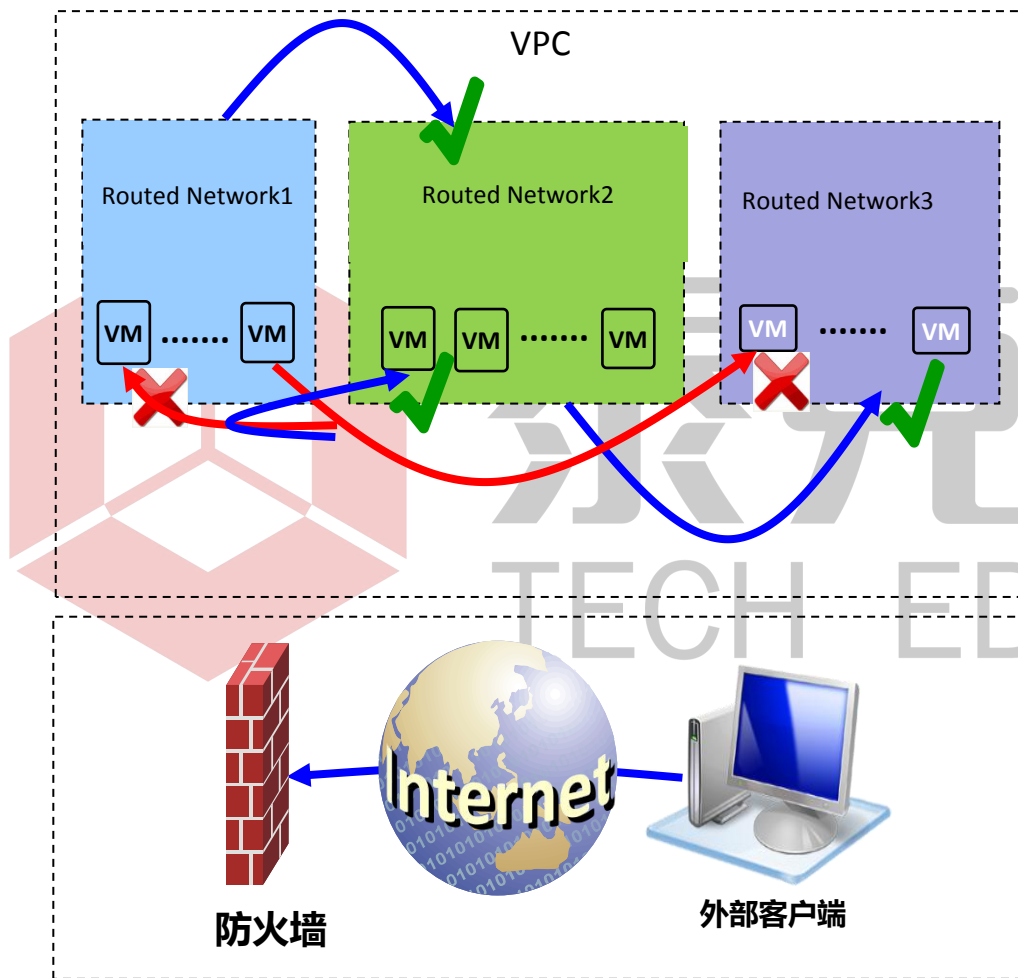 VPC
Routed Network1
Routed Network2
Routed Network3
VM ....... VM
VM VM ....... VM
VM ....... VM
TECH ED
Internet
防火墙
外部客户端